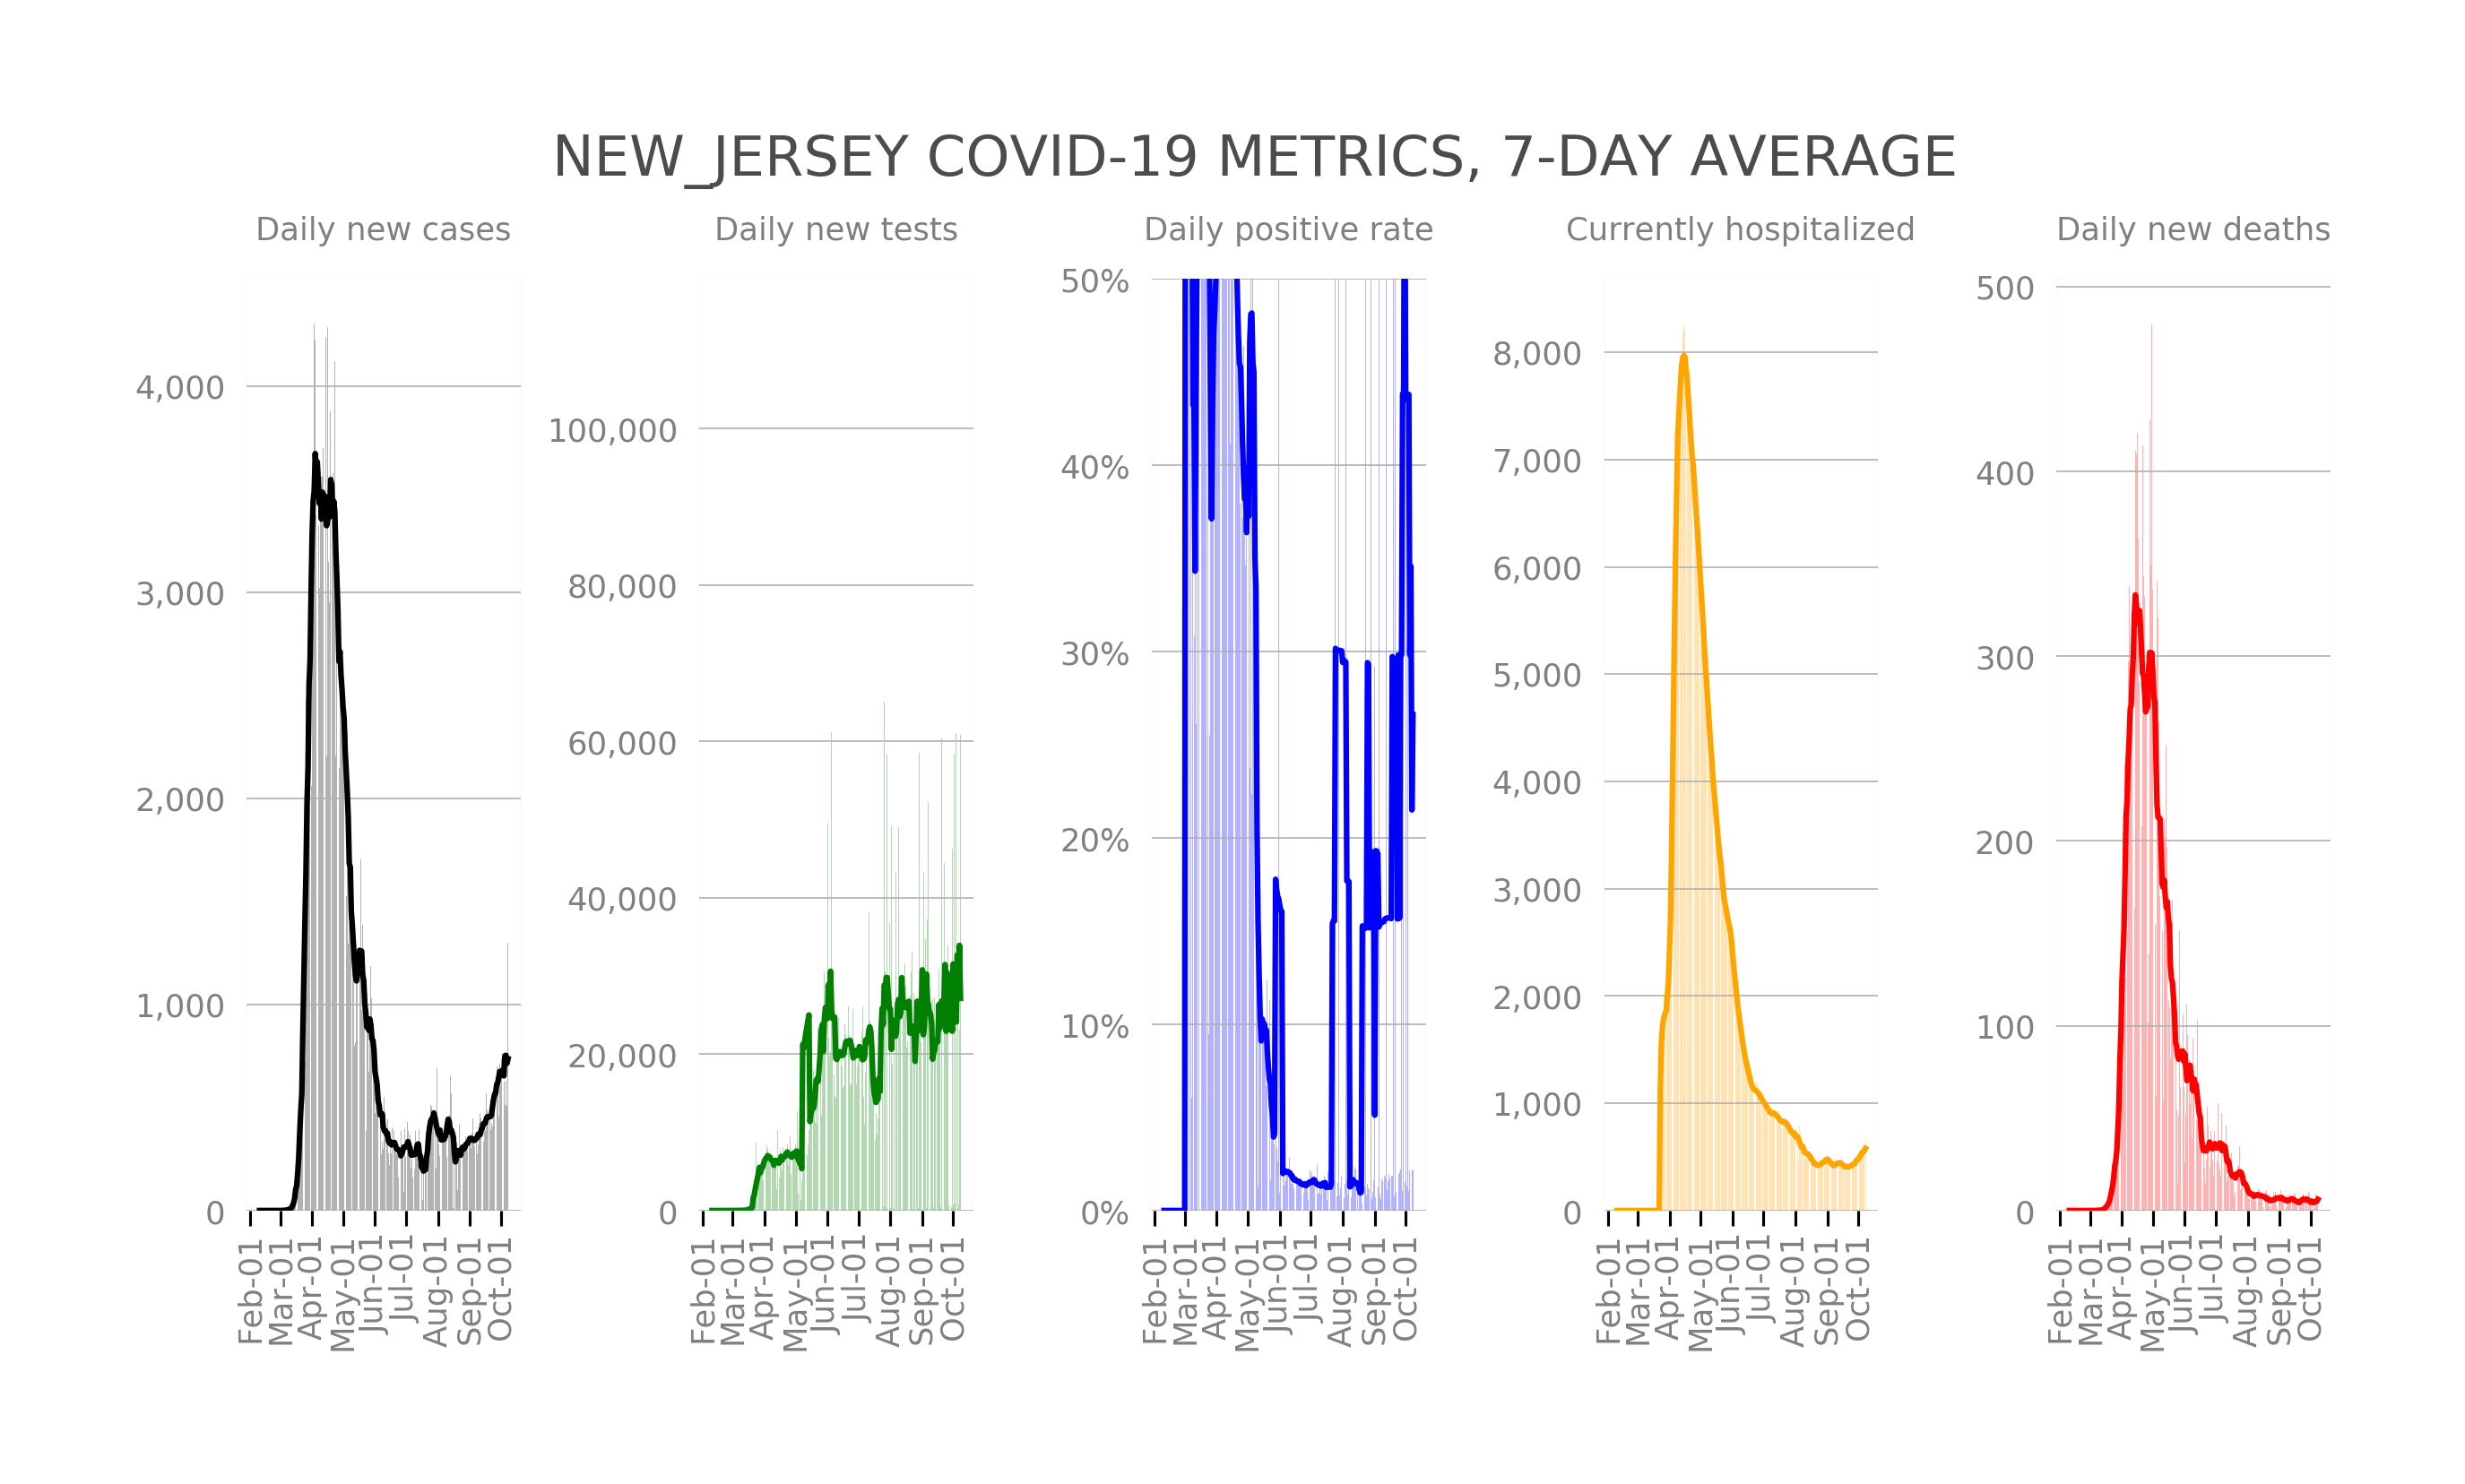 NEW_JERSEY COVID-19 METRICS, 7-DAY AVERAGE
Daily new cases
4,000
3,000
2,000
1,000
0
Feb-01
Mar-01
Apr-01
May-01
Jun-01
Jul-01
Aug-01
Sep-01
Oct-01
Daily new tests
100,000
80,000
60,000
40,000
20,000
0
Feb-01
Mar-01
Apr-01
May-01
Jun-01
Jul-01
Aug-01
Sep-01
Oct-01
Daily positive rate
50%
40%
30%
20%
10%
0%
Feb-01
Mar-01
Apr-01
May-01
Jun-01
Jul-01
Aug-01
Sep-01
Oct-01
Currently hospitalized
8,000
7,000
6,000
5,000
4,000
3,000
2,000
1,000
0
Feb-01
Mar-01
Apr-01
May-01
Jun-01
Jul-01
Aug-01
Sep-01
Oct-01
Daily new deaths
500
400
300
200
100
0
Feb-01
Mar-01
Apr-01
May-01
Jun-01
Jul-01
Aug-01
Sep-01
Oct-01